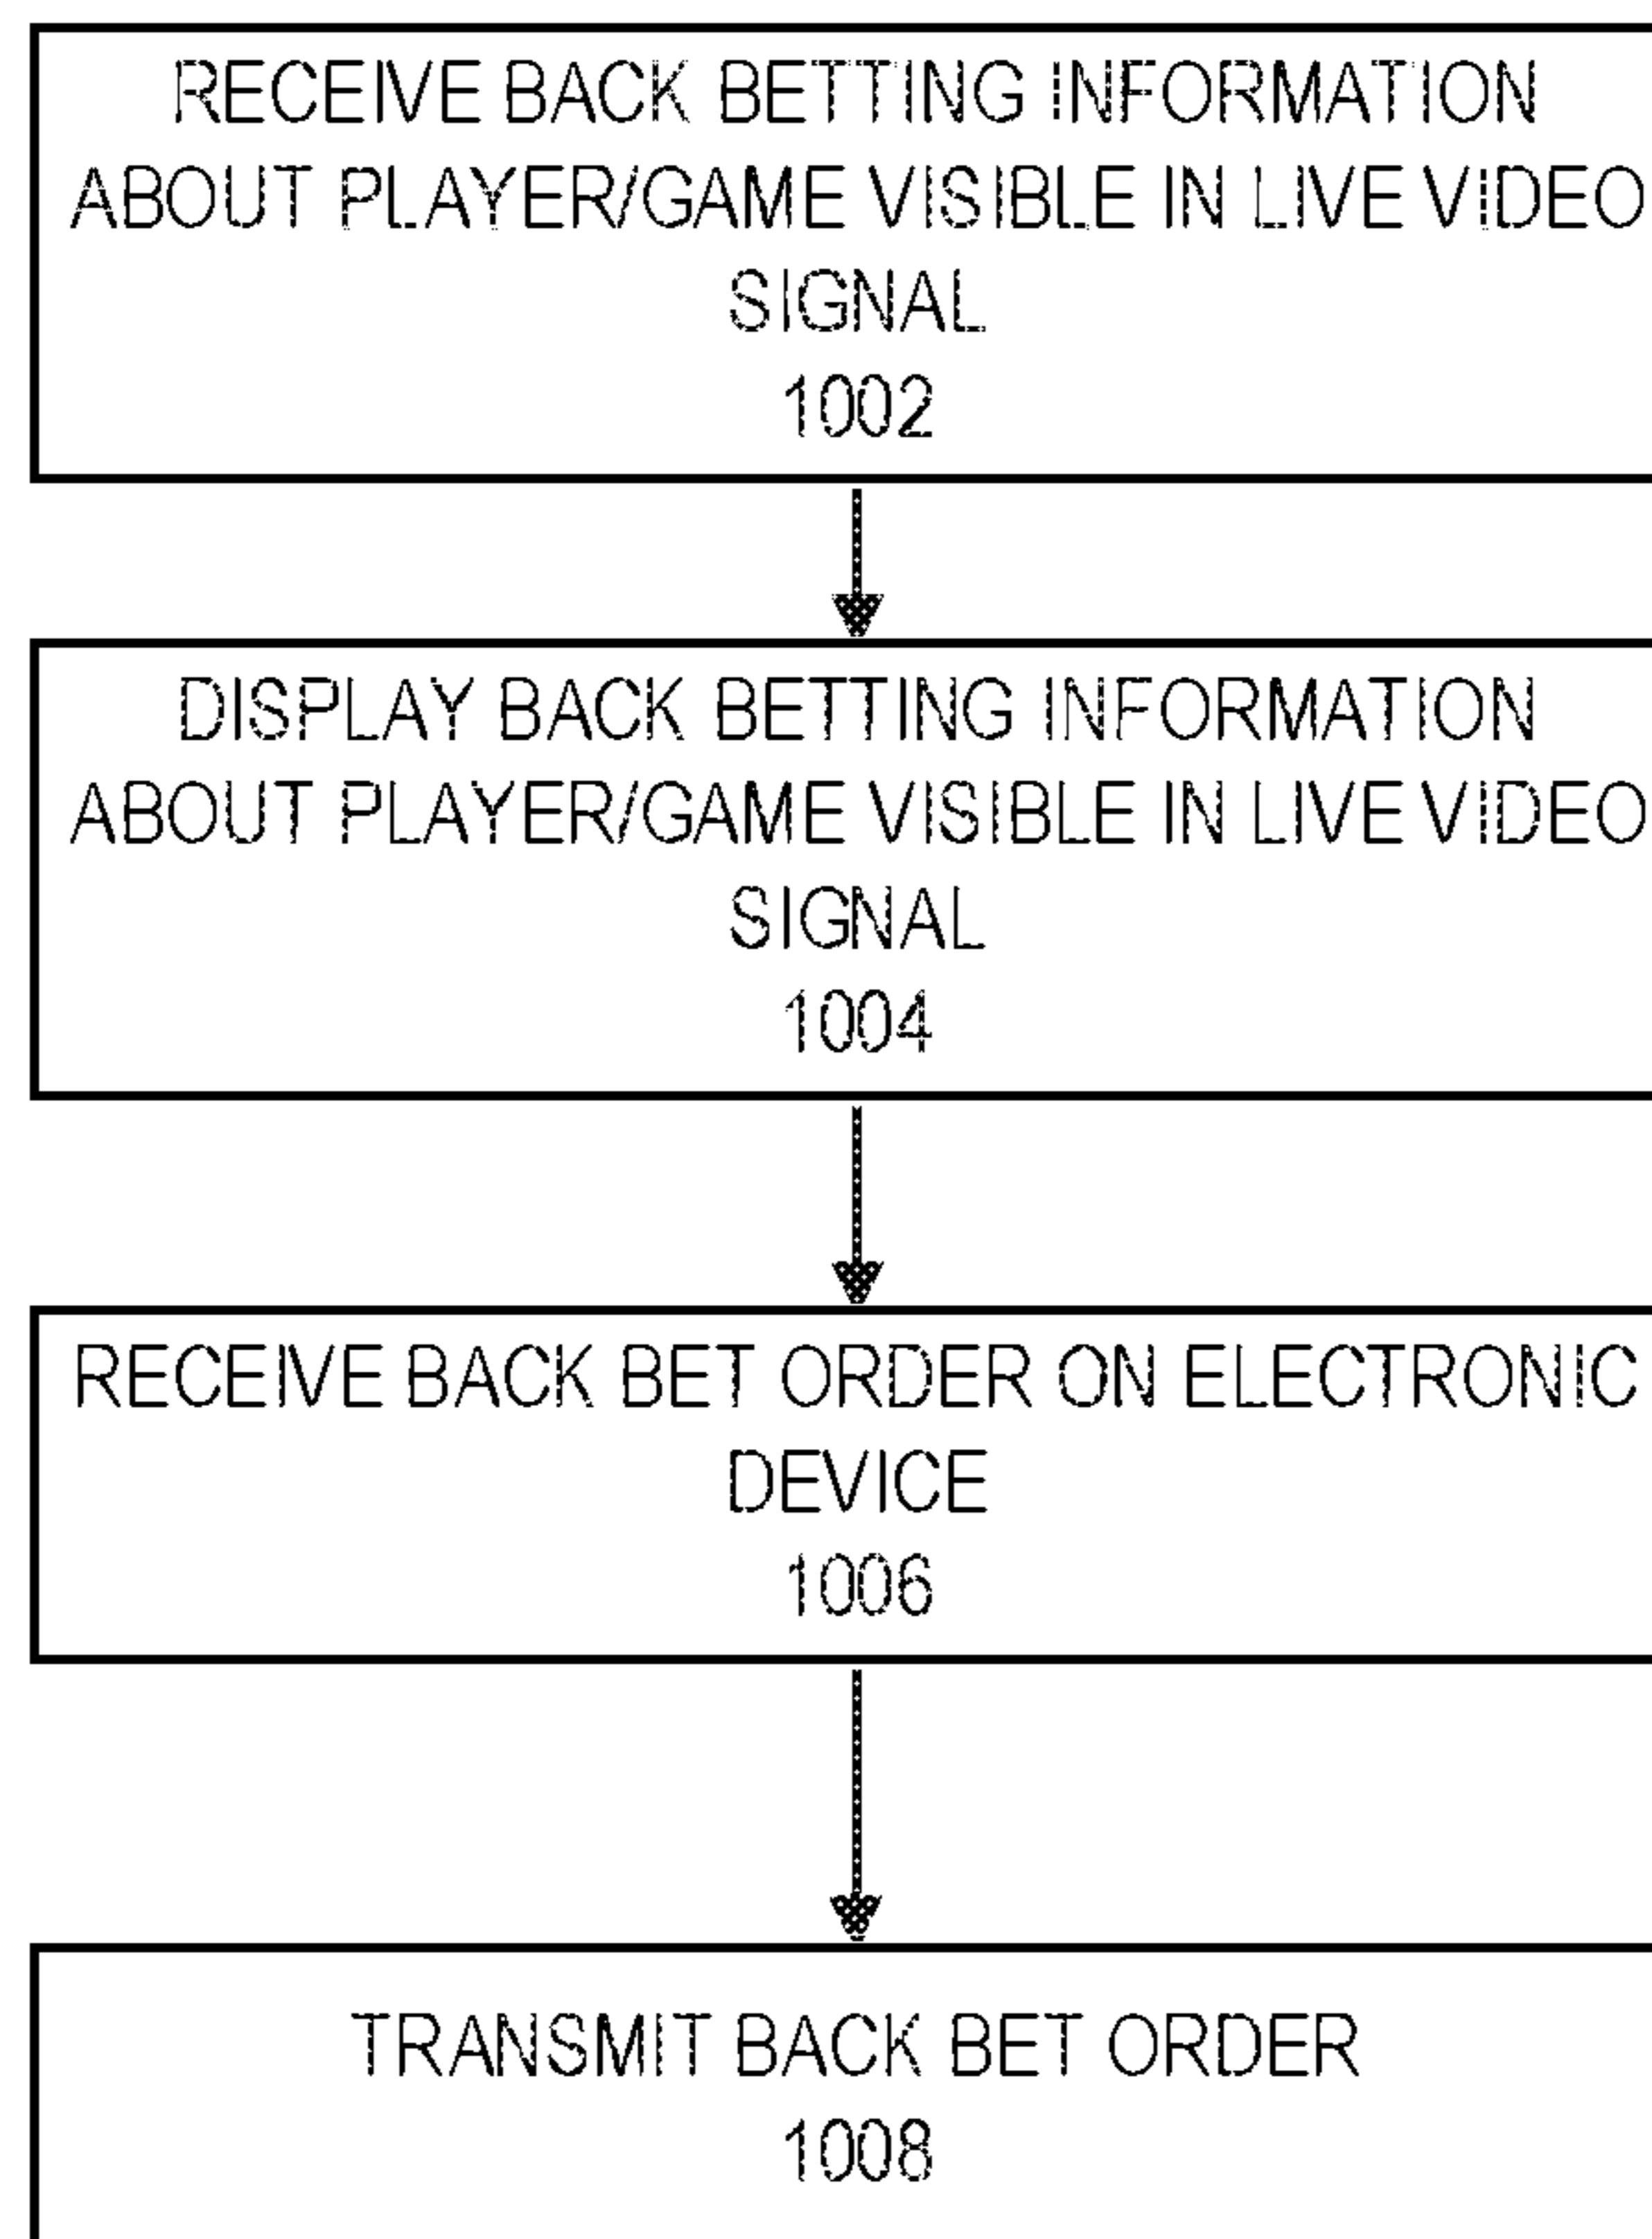 RECEIVE BACK BETTING INFORMATION
ABOUT PLAYER/GAME VISIBLE IN LIVE VIDEO
SIGNAL
1002
DISPLAY BACK BETTING INFORMATION
ABOUT PLAYER/GAME VISIBLE IN LIVE VIDEO
SIGNAL
1004
RECEIVE BACK BET ORDER ON ELECTRONIC
DEVICE
1006
TRANSMIT BACK BET ORDER
1008